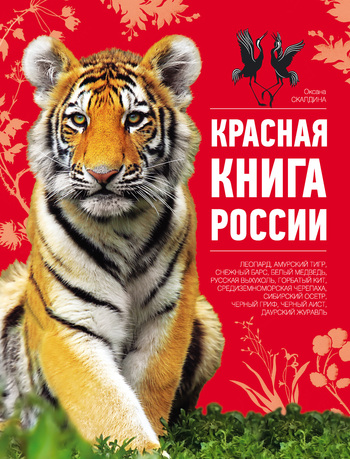 Оксана
СКАЛДИНА
КРАСНАЯ
КНИГА
РОССИИ
ЛЕОПАРД, АМУРСКИЙ ТИГР,
СНЕЖНЫЙ БАРС, БЕЛЫЙ МЕДВЕДЬ,
РУССКАЯ ВЫХУХОЛЬ, ГОРБАТЫЙ КИТ,
СРЕДИЗЕМНОМОРСКАЯ ЧЕРЕПАХА,
СИБИРСКИЙ ОСЕТР,
ЧЕРНЫЙ ГРИФ, ЧЕРНЫЙ АИСТ,
ДАУРСКИЙ ЖУРАВЛЬ